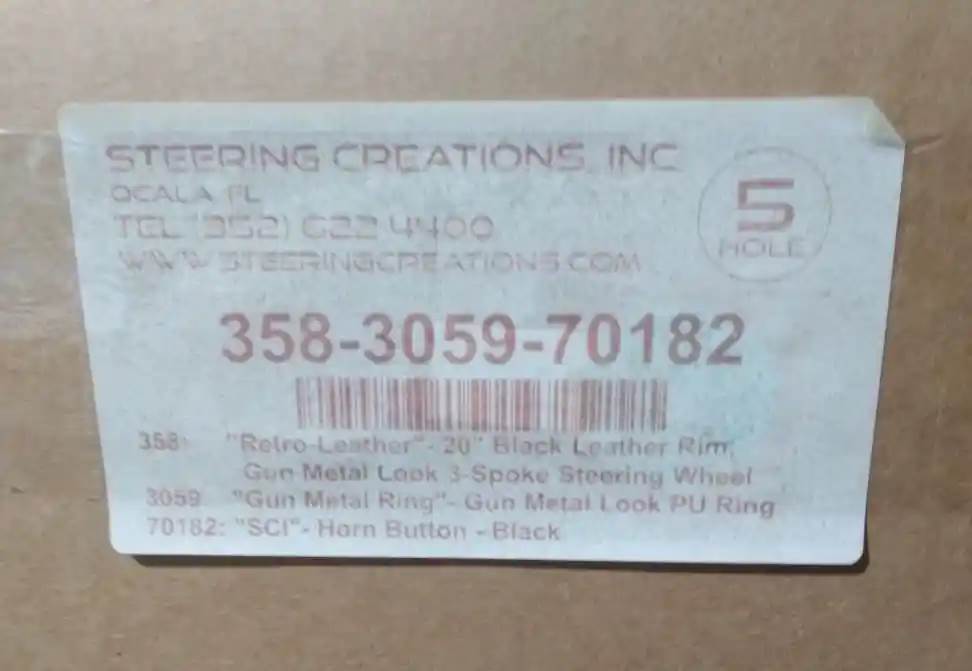 STEERING CREATIONS, INC
OCALA FL
TEL (352) 622 4400
WWW STEERINGCREATIONS COM
5
HOLE
358-3059-70182
358: "Retro-Leather"- 20" Black Leather Rim,
Gun Metal Look 3-Spoke Steering Wheel
3059 "Gun Metal Ring"- Gun Metal Look PU Ring
70182: "SCI"- Horn Button - Black